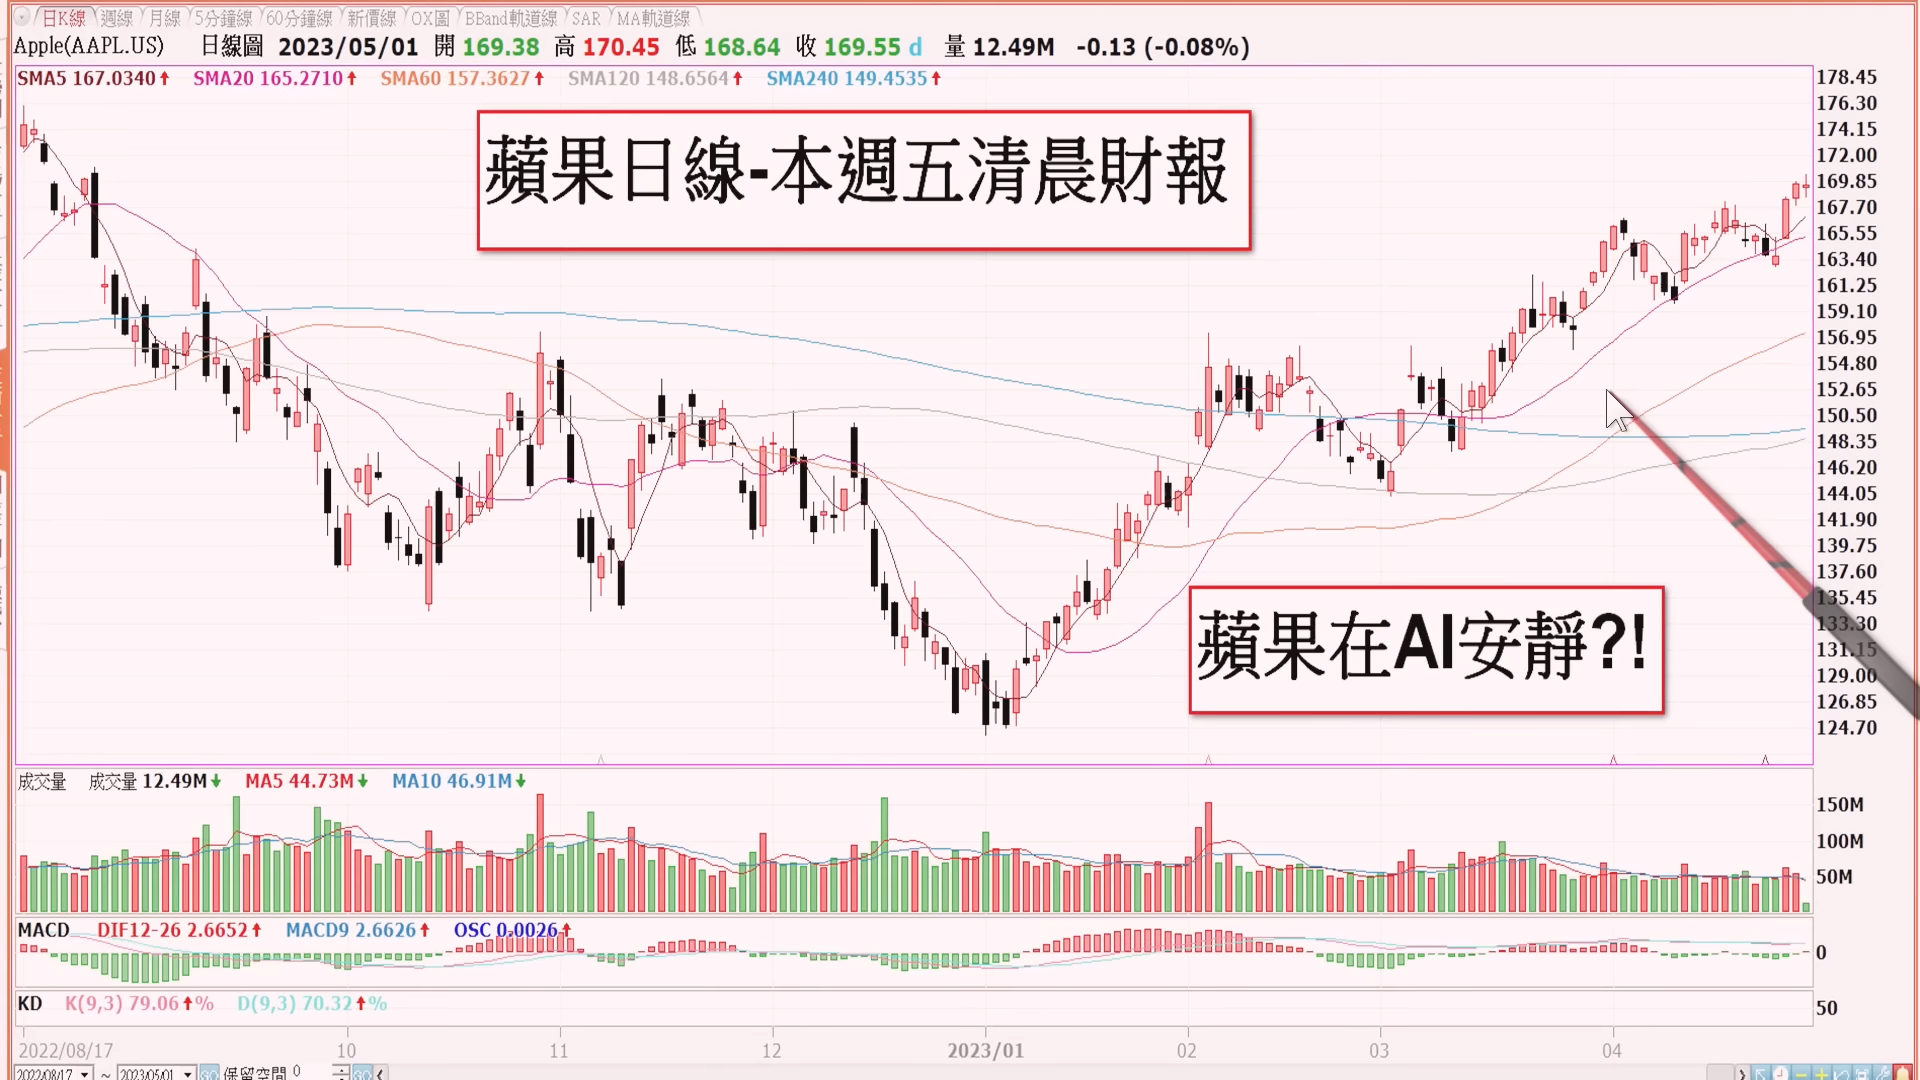 日K線 週線 月線 5分鐘線 60分鐘線 新價線 OX圖 BBand軌道線 SAR MA軌道線
Apple(AAPL.US) 日線圖 2023/05/01 開 169.38 高 170.45 低 168.64 收 169.55 d 量 12.49M -0.13 (-0.08%)
SMA5 167.0340↑ SMA20 165.2710↑ SMA60 157.3627↑ SMA120 148.6564↑ SMA240 149.4535↑
蘋果日線-本週五清晨財報
蘋果在AI安靜?!
178.45
176.30
174.15
172.00
169.85
167.70
165.55
163.40
161.25
159.10
156.95
154.80
152.65
150.50
148.35
146.20
144.05
141.90
139.75
137.60
135.45
133.30
131.15
129.00
126.85
124.70
成交量 成交量 12.49M↓ MA5 44.73M↓ MA10 46.91M↓
150M
100M
50M
MACD DIF12-26 2.6652↑ MACD9 2.6626↑ OSC 0.0026↑
0
KD K(9,3) 79.06↑% D(9,3) 70.32↑%
50
2022/08/17 10 11 12 2023/01 02 03 04
2022/08/17 ~ 2023/05/01 GO 保留空間 0 GO